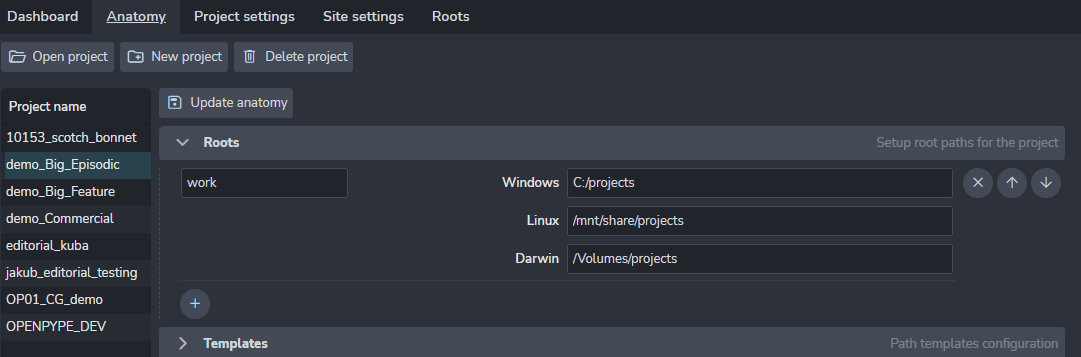 Dashboard Anatomy Project settings Site settings Roots
Open project New project Delete project
Project name
10153_scotch_bonnet
demo_Big_Episodic
demo_Big_Feature
demo_Commercial
editorial_kuba
jakub_editorial_testing
OP01_CG_demo
OPENPYPE_DEV
Update anatomy
Roots Setup root paths for the project
work Windows C:/projects
Linux /mnt/share/projects
Darwin /Volumes/projects
Templates Path templates configuration